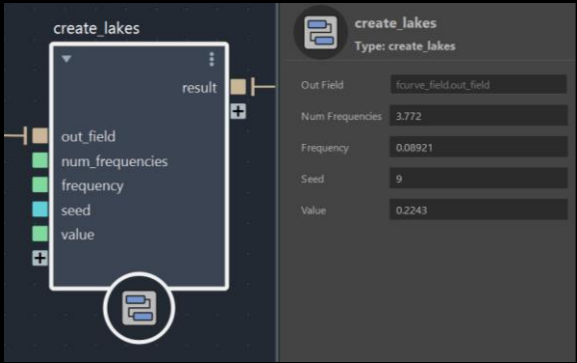 create_lakes
result
out_field
num_frequencies
frequency
seed
value
create_lakes
Type: create_lakes
Out Field fcurve_field.out_field
Num Frequencies 3.772
Frequency 0.08921
Seed 9
Value 0.2243